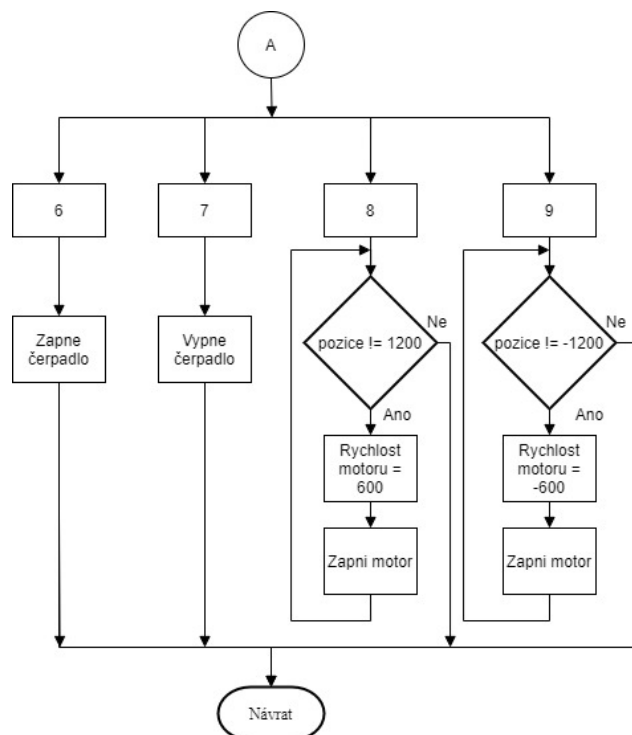 A
6
7
8
9
Zapne
čerpadlo
Vypne
čerpadlo
pozice != 1200
Ne
Ano
Rychlost
motoru =
600
Zapni motor
pozice != -1200
Ne
Ano
Rychlost
motoru =
-600
Zapni motor
Návrat